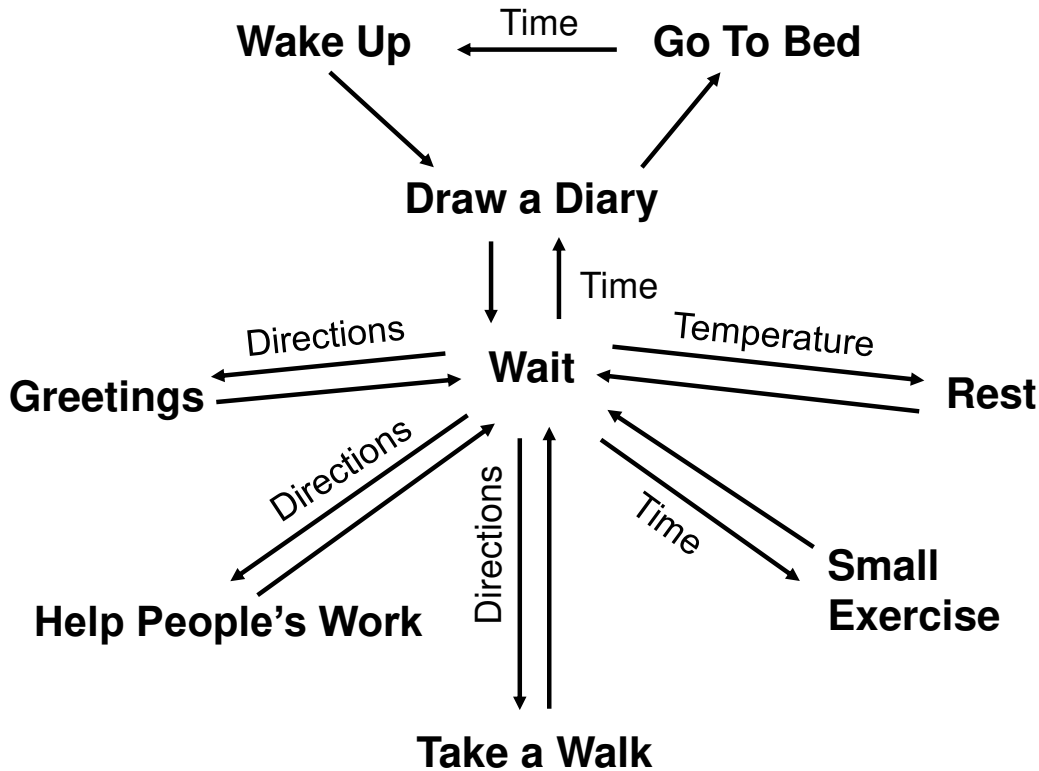 Wake Up
Time
Go To Bed
Draw a Diary
Time
Directions
Wait
Temperature
Greetings
Rest
Directions
Directions
Time
Small
Exercise
Help People’s Work
Take a Walk